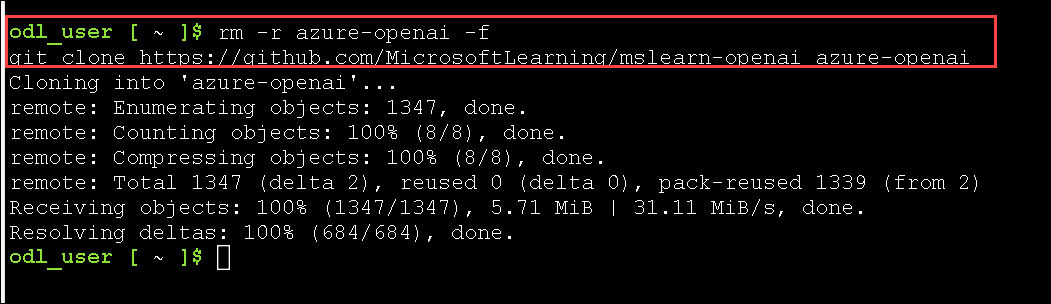 odl_user [ ~ ]$ rm -r azure-openai -f
git clone https://github.com/MicrosoftLearning/mslearn-openai azure-openai
Cloning into 'azure-openai'...
remote: Enumerating objects: 1347, done.
remote: Counting objects: 100% (8/8), done.
remote: Compressing objects: 100% (8/8), done.
remote: Total 1347 (delta 2), reused 0 (delta 0), pack-reused 1339 (from 2)
Receiving objects: 100% (1347/1347), 5.71 MiB | 31.11 MiB/s, done.
Resolving deltas: 100% (684/684), done.
odl_user [ ~ ]$